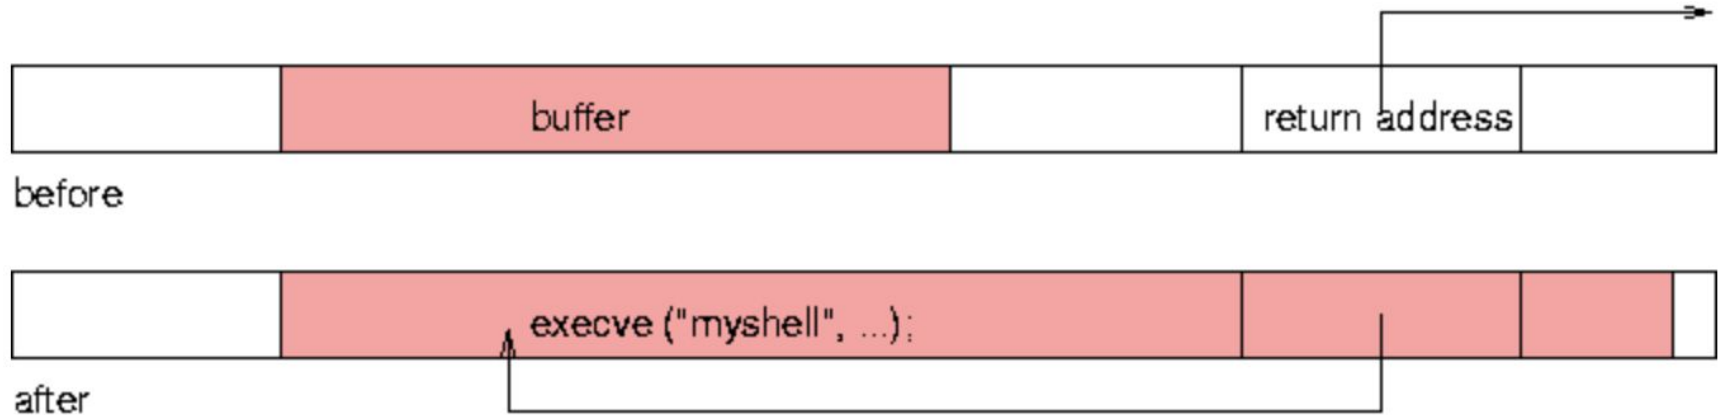 buffer
return address
before
execve ("myshell", ...);
after